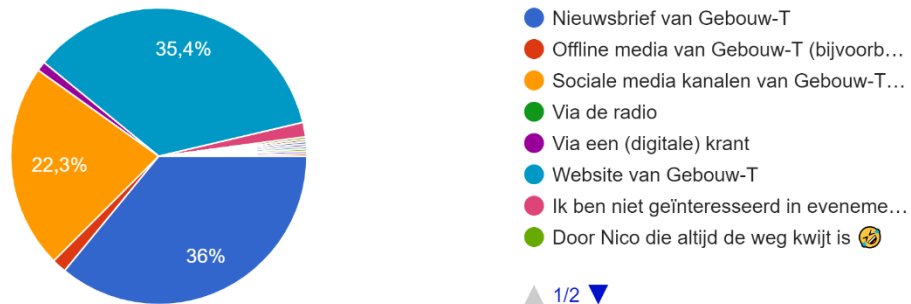 35,4%
22,3%
36%
Nieuwsbrief van Gebouw-T
Offline media van Gebouw-T (bijvoorb…
Sociale media kanalen van Gebouw-T…
Via de radio
Via een (digitale) krant
Website van Gebouw-T
Ik ben niet geïnteresseerd in eveneme…
Door Nico die altijd de weg kwijt is 🤣
1/2